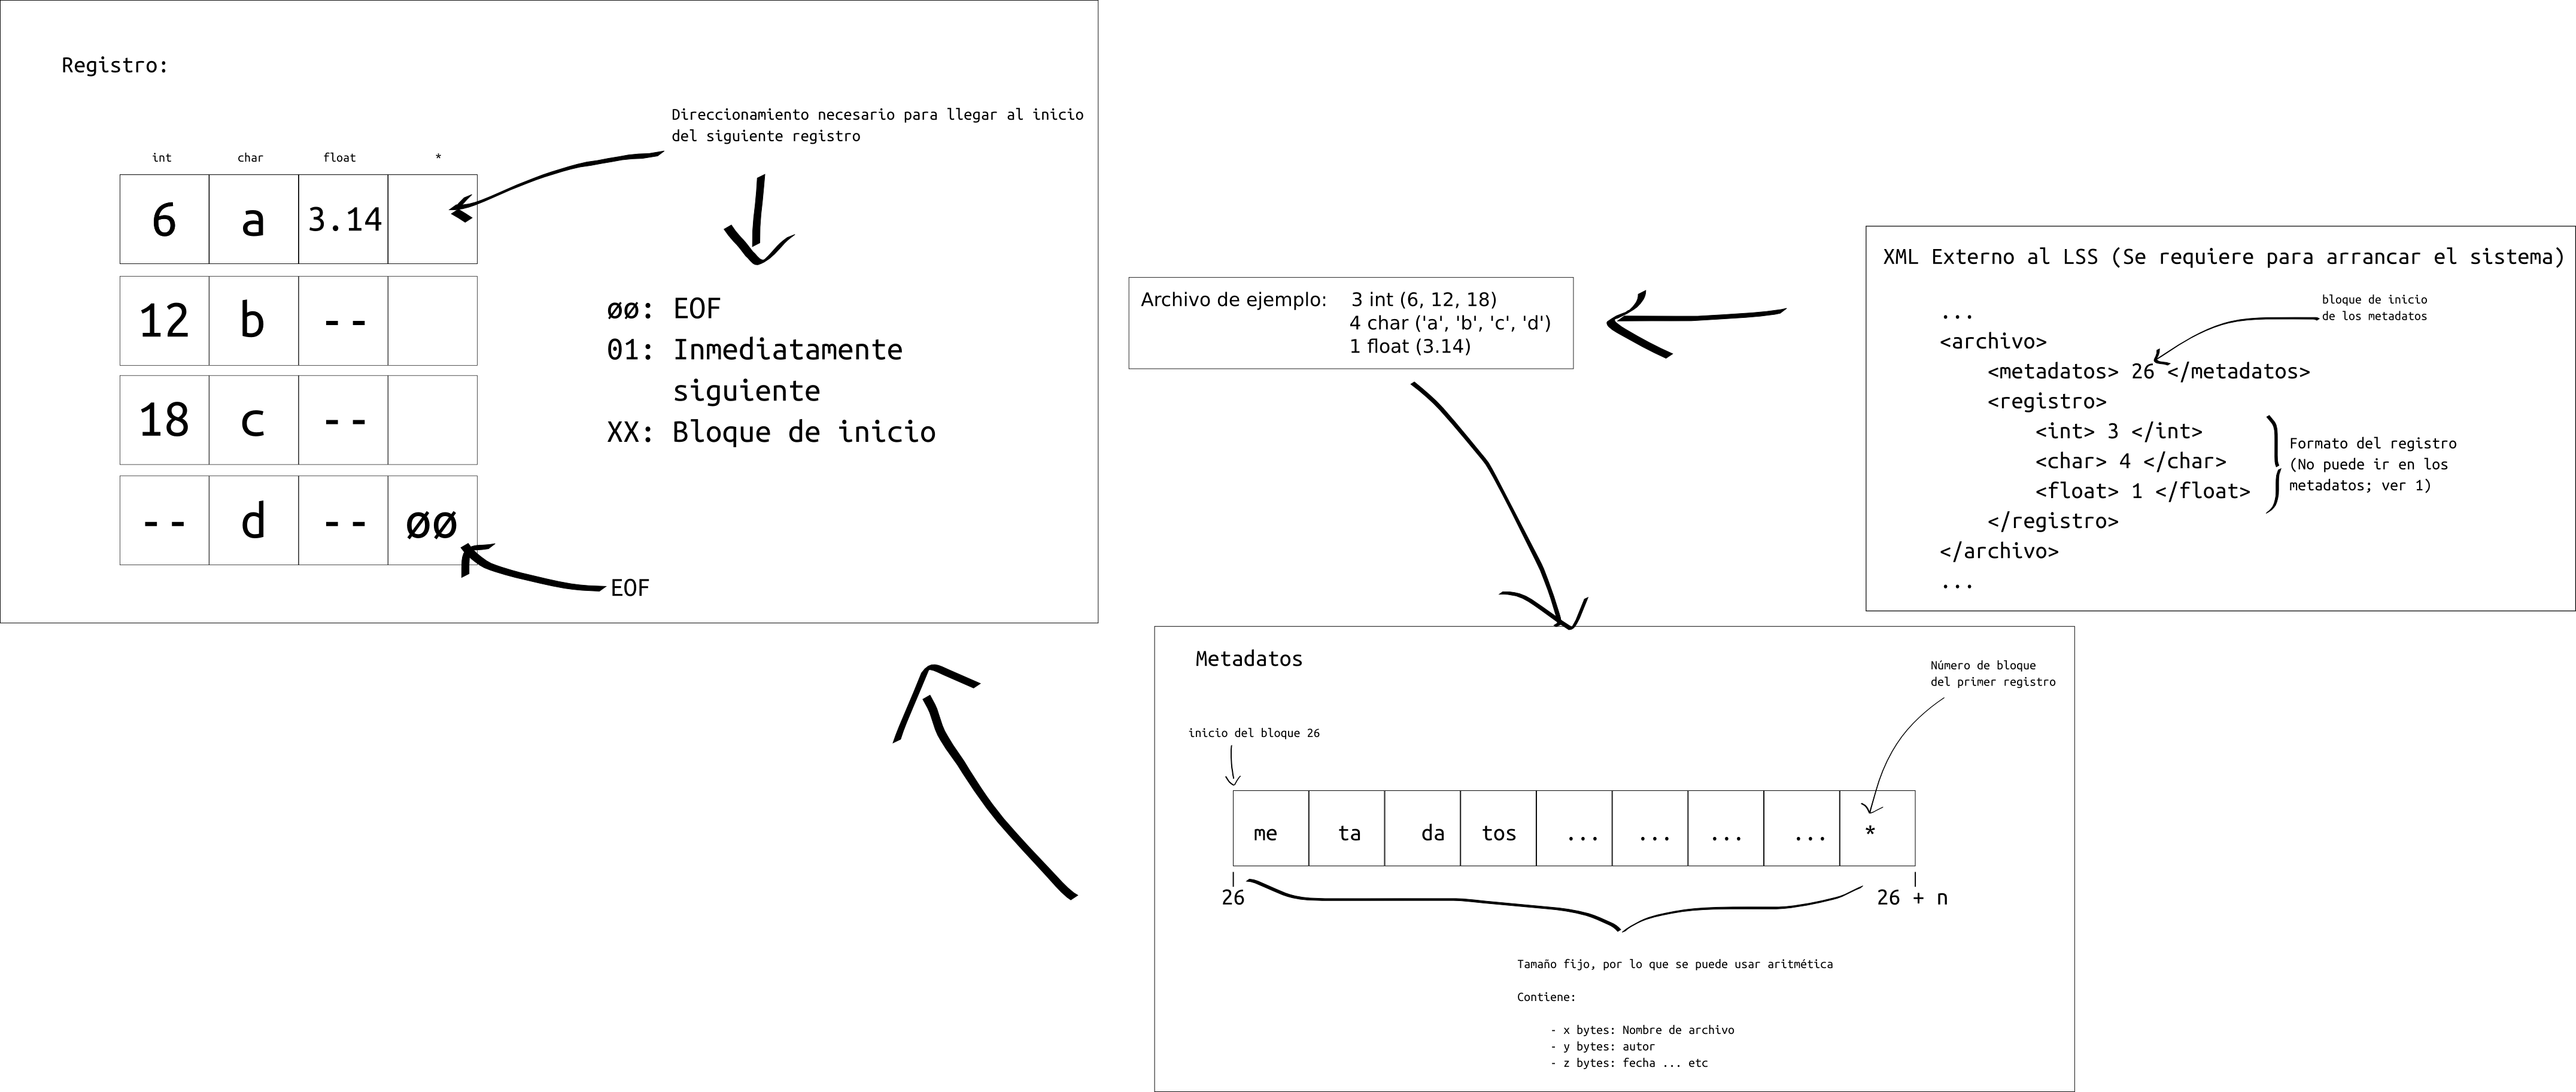 Registro:
Direccionamiento necesario para llegar al inicio
del siguiente registro
int char float *
6 a 3.14
12 b --
18 c --
-- d -- øø
EOF
øø: EOF
01: Inmediatamente
siguiente
XX: Bloque de inicio
Archivo de ejemplo: 3 int (6, 12, 18)
4 char ('a', 'b', 'c', 'd')
1 float (3.14)
XML Externo al LSS (Se requiere para arrancar el sistema)
bloque de inicio
de los metadatos
...
<archivo>
<metadatos> 26 </metadatos>
<registro>
<int> 3 </int>
<char> 4 </char>
<float> 1 </float>
</registro>
</archivo>
...
Formato del registro
(No puede ir en los
metadatos; ver 1)
Metadatos
Número de bloque
del primer registro
inicio del bloque 26
me ta da tos ... ... ... ... *
26 26 + n
Tamaño fijo, por lo que se puede usar aritmética
Contiene:
- x bytes: Nombre de archivo
- y bytes: autor
- z bytes: fecha ... etc